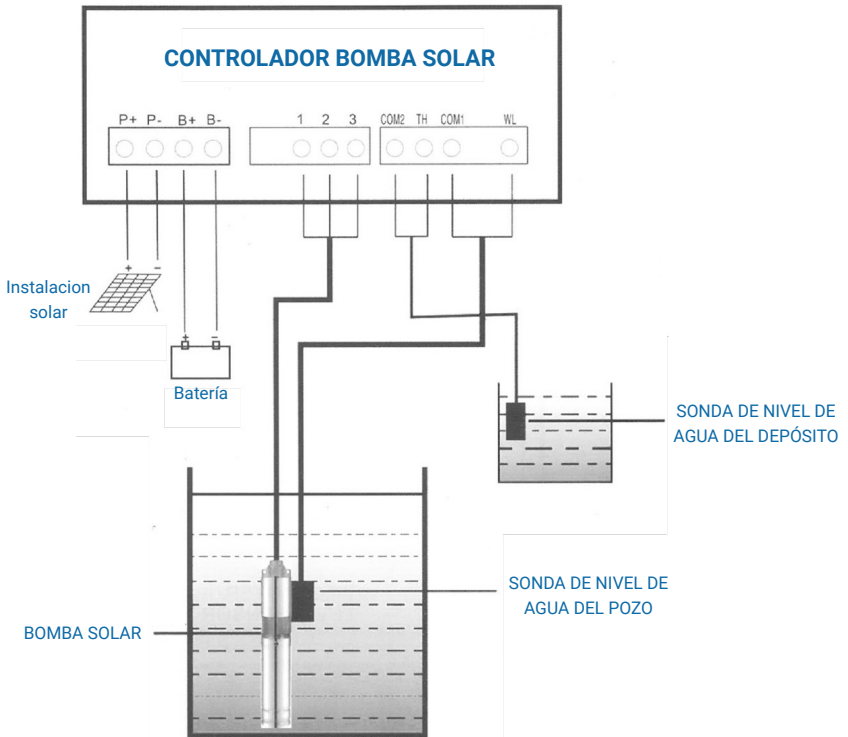 CONTROLADOR BOMBA SOLAR
P+ P- B+ B-
1 2 3
COM2 TH COM1 WL
+ −
Instalacion
solar
+ −
Batería
SONDA DE NIVEL DE
AGUA DEL DEPÓSITO
SONDA DE NIVEL DE
AGUA DEL POZO
BOMBA SOLAR